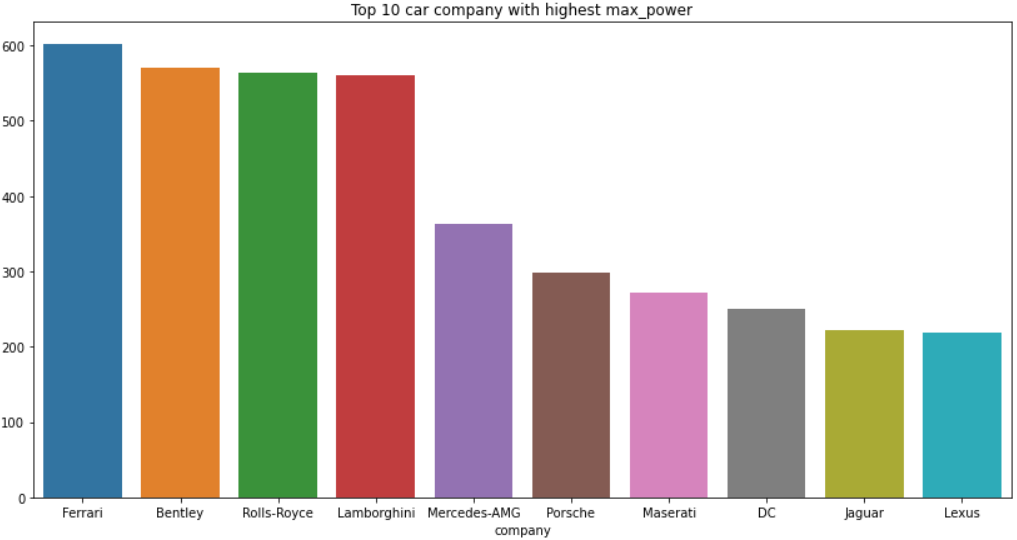 Top 10 car company with highest max_power
600
500
400
300
200
100
0
Ferrari Bentley Rolls-Royce Lamborghini Mercedes-AMG Porsche Maserati DC Jaguar Lexus
company